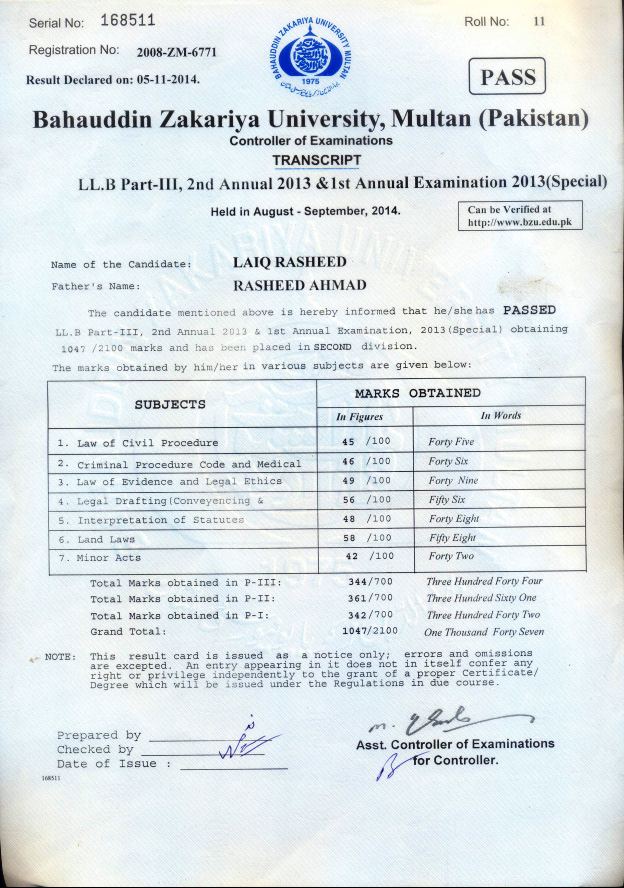 Serial No: 168511
Roll No: 11
Registration No: 2008-ZM-6771
BAHAUDDIN ZAKARIYA UNIVERSITY MULTAN
1975
Result Declared on: 05-11-2014.
PASS
Bahauddin Zakariya University, Multan (Pakistan)
Controller of Examinations
TRANSCRIPT
LL.B Part-III, 2nd Annual 2013 &1st Annual Examination 2013(Special)
Held in August - September, 2014.
Can be Verified at
http://www.bzu.edu.pk
Name of the Candidate: LAIQ RASHEED
Father's Name: RASHEED AHMAD
The candidate mentioned above is hereby informed that he/she has PASSED
LL.B Part-III, 2nd Annual 2013 & 1st Annual Examination, 2013(Special) obtaining
1047 /2100 marks and has been placed in SECOND division.
The marks obtained by him/her in various subjects are given below:
SUBJECTS MARKS OBTAINED
In Figures In Words
1. Law of Civil Procedure 45 /100 Forty Five
2. Criminal Procedure Code and Medical 46 /100 Forty Six
3. Law of Evidence and Legal Ethics 49 /100 Forty Nine
4. Legal Drafting(Conveyencing & 56 /100 Fifty Six
5. Interpretation of Statutes 48 /100 Forty Eight
6. Land Laws 58 /100 Fifty Eight
7. Minor Acts 42 /100 Forty Two
Total Marks obtained in P-III: 344/700 Three Hundred Forty Four
Total Marks obtained in P-II: 361/700 Three Hundred Sixty One
Total Marks obtained in P-I: 342/700 Three Hundred Forty Two
Grand Total: 1047/2100 One Thousand Forty Seven
NOTE: This result card is issued as a notice only; errors and omissions
are excepted. An entry appearing in it does not in itself confer any
right or privilege independently to the grant of a proper Certificate/
Degree which will be issued under the Regulations in due course.
Prepared by
Checked by
Date of Issue :
Asst. Controller of Examinations
for Controller.
168511